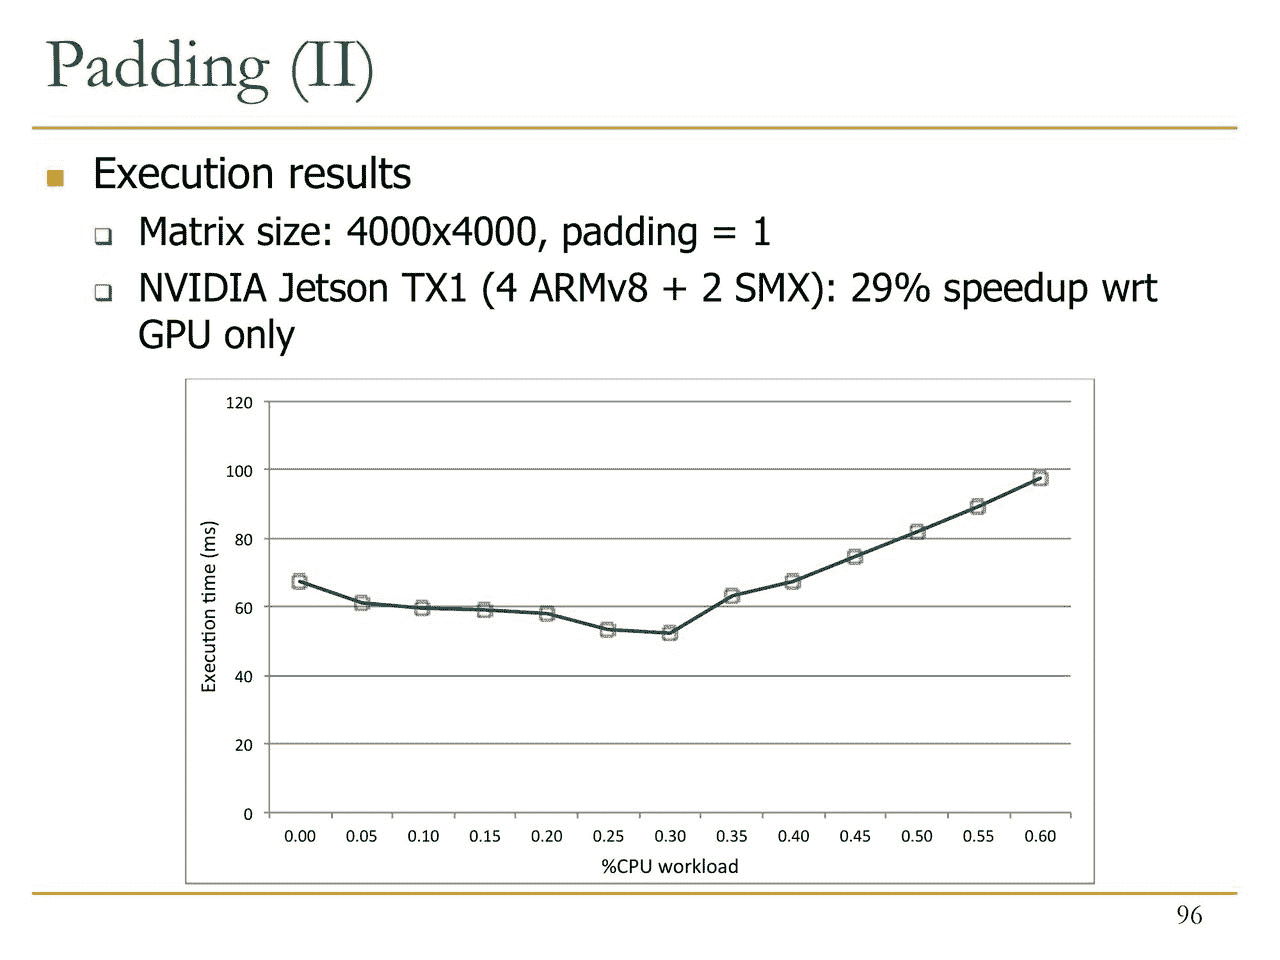 Padding (II)
Execution results
Matrix size: 4000x4000, padding = 1
NVIDIA Jetson TX1 (4 ARMv8 + 2 SMX): 29% speedup wrt
GPU only
120
100
80
60
40
20
0
Execution time (ms)
0.00 0.05 0.10 0.15 0.20 0.25 0.30 0.35 0.40 0.45 0.50 0.55 0.60
%CPU workload
96